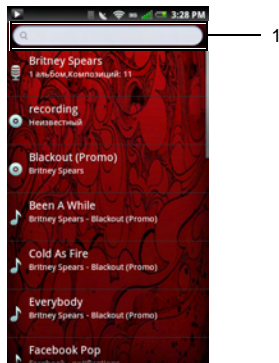 3:28 PM
1
Britney Spears
1 альбом,Композиций: 11
recording
Неизвестный
Blackout (Promo)
Britney Spears
Been A While
Britney Spears - Blackout (Promo)
Cold As Fire
Britney Spears - Blackout (Promo)
Everybody
Britney Spears - Blackout (Promo)
Facebook Pop